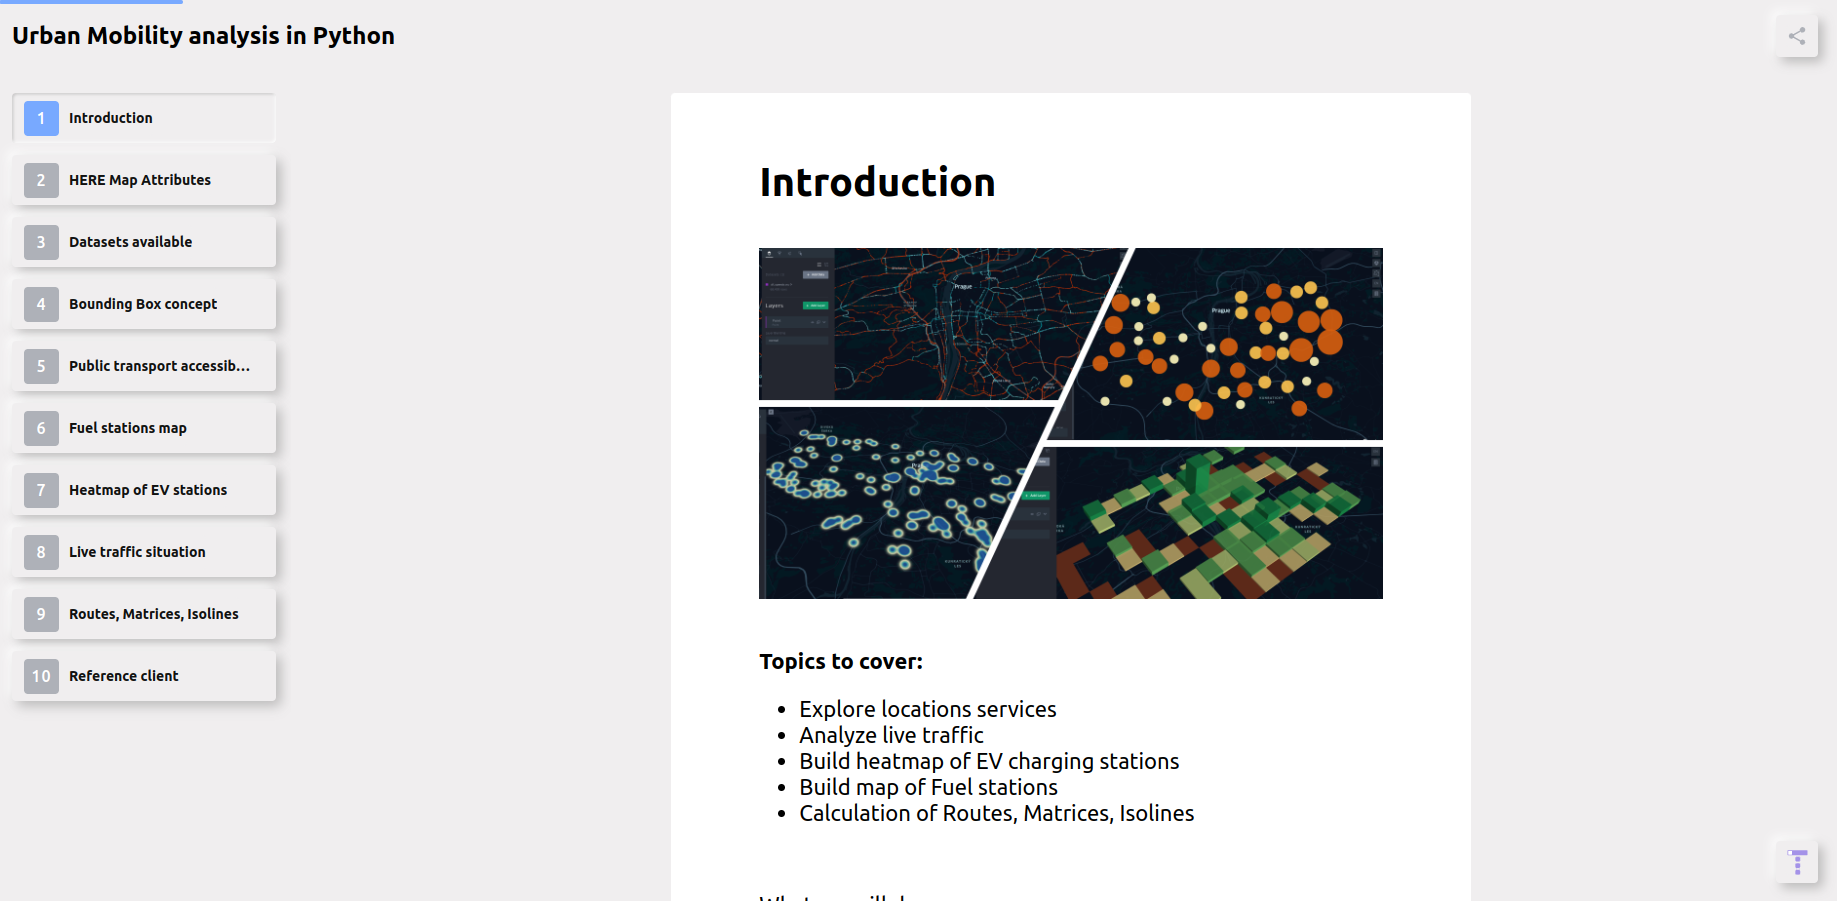 Urban Mobility analysis in Python
1 Introduction
2 HERE Map Attributes
3 Datasets available
4 Bounding Box concept
5 Public transport accessib...
6 Fuel stations map
7 Heatmap of EV stations
8 Live traffic situation
9 Routes, Matrices, Isolines
10 Reference client
Introduction
Prague
Layers
Prague
Topics to cover:
Explore locations services
Analyze live traffic
Build heatmap of EV charging stations
Build map of Fuel stations
Calculation of Routes, Matrices, Isolines